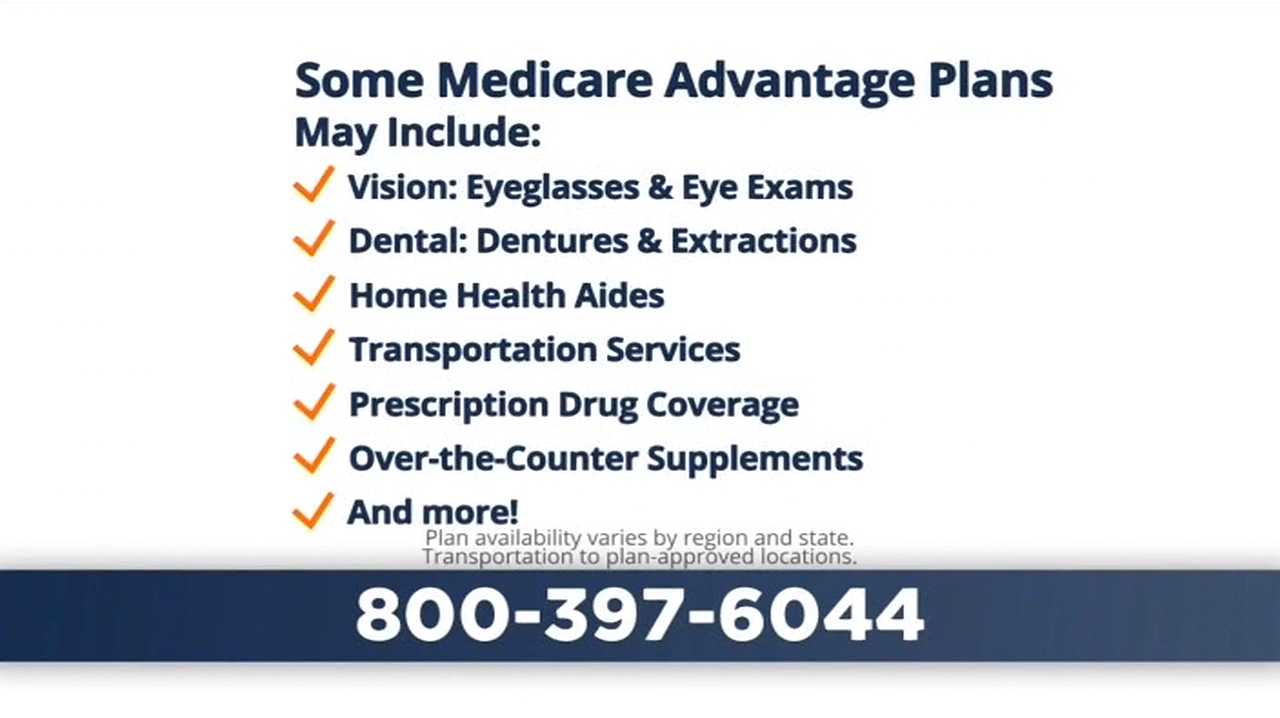 Some Medicare Advantage Plans
May Include:
Vision: Eyeglasses & Eye Exams
Dental: Dentures & Extractions
Home Health Aides
Transportation Services
Prescription Drug Coverage
Over-the-Counter Supplements
And more!
Plan availability varies by region and state.
Transportation to plan-approved locations.
800-397-6044